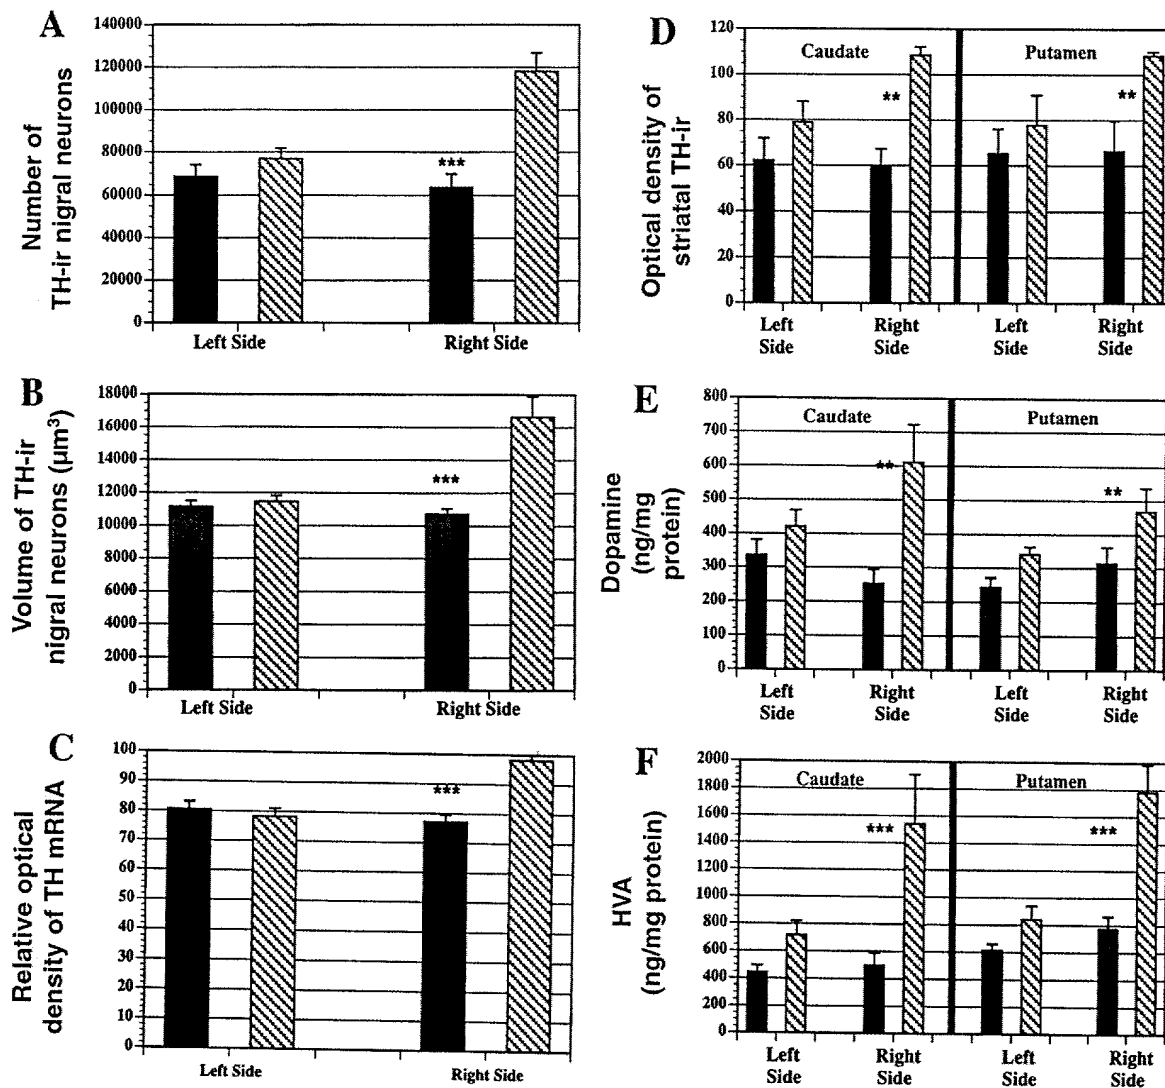 A
Number of
TH-ir nigral neurons
140000
120000
100000
80000
60000
40000
20000
0
***
Left Side
Right Side
B
Volume of TH-ir
nigral neurons (µm³)
18000
16000
14000
12000
10000
8000
6000
4000
2000
0
***
Left Side
Right Side
C
Relative optical
density of TH mRNA
100
90
80
70
60
50
40
30
20
10
0
***
Left Side
Right Side
D
Optical density of
striatal TH-ir
120
100
80
60
40
20
0
Caudate
Putamen
**
**
Left
Side
Right
Side
Left
Side
Right
Side
E
Dopamine
(ng/mg
protein)
800
700
600
500
400
300
200
100
0
Caudate
Putamen
**
**
Left
Side
Right
Side
Left
Side
Right
Side
F
HVA
(ng/mg protein)
2000
1800
1600
1400
1200
1000
800
600
400
200
0
Caudate
Putamen
***
***
Left
Side
Right
Side
Left
Side
Right
Side